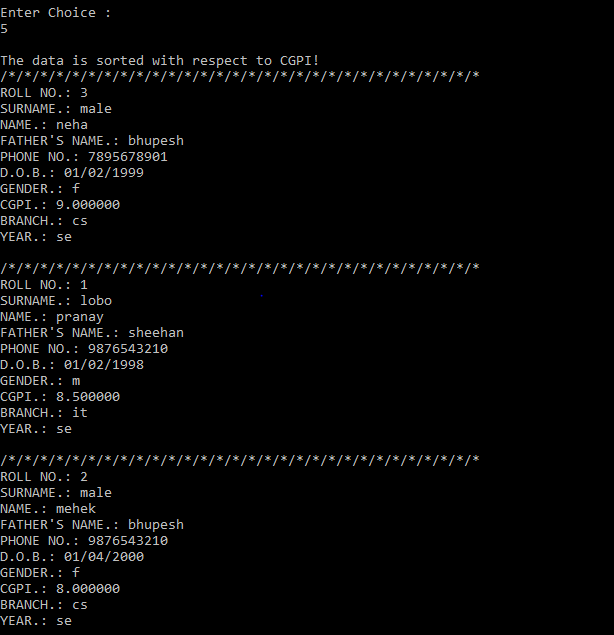 Enter Choice :
5
The data is sorted with respect to CGPI!
/*/*/*/*/*/*/*/*/*/*/*/*/*/*/*/*/*/*/*/*/*/*/*/*/*/*/*/*/*/*
ROLL NO.: 3
SURNAME.: male
NAME.: neha
FATHER'S NAME.: bhupesh
PHONE NO.: 7895678901
D.O.B.: 01/02/1999
GENDER.: f
CGPI.: 9.000000
BRANCH.: cs
YEAR.: se
/*/*/*/*/*/*/*/*/*/*/*/*/*/*/*/*/*/*/*/*/*/*/*/*/*/*/*/*/*/*
ROLL NO.: 1
SURNAME.: lobo
NAME.: pranay
FATHER'S NAME.: sheehan
PHONE NO.: 9876543210
D.O.B.: 01/02/1998
GENDER.: m
CGPI.: 8.500000
BRANCH.: it
YEAR.: se
/*/*/*/*/*/*/*/*/*/*/*/*/*/*/*/*/*/*/*/*/*/*/*/*/*/*/*/*/*/*
ROLL NO.: 2
SURNAME.: male
NAME.: mehek
FATHER'S NAME.: bhupesh
PHONE NO.: 9876543210
D.O.B.: 01/04/2000
GENDER.: f
CGPI.: 8.000000
BRANCH.: cs
YEAR.: se